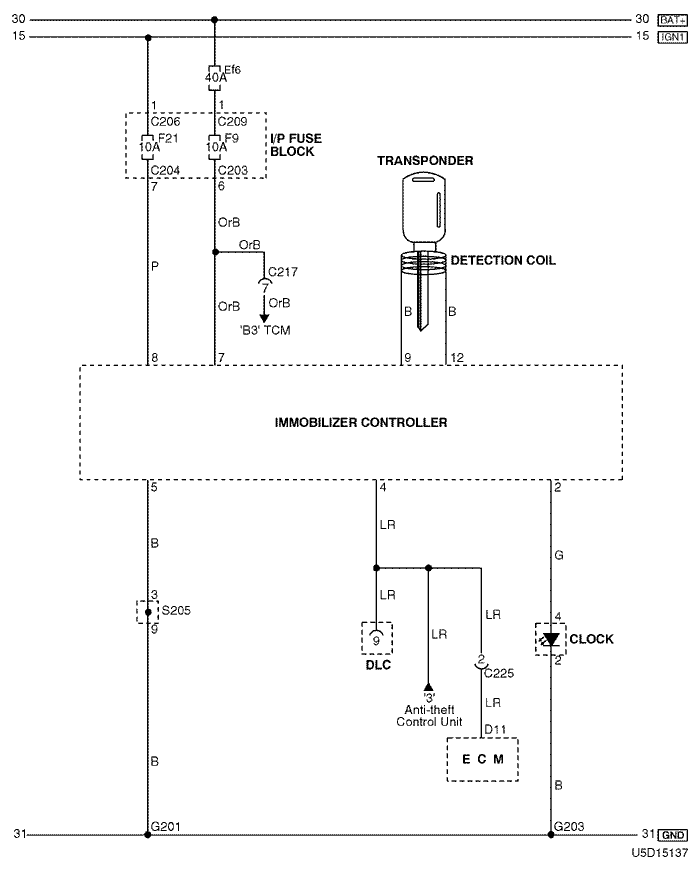 30 30 BAT+
15 15 IGN1
Ef6
40A
1 1
C206 C209
F21 F9
10A 10A
I/P FUSE
BLOCK
C204 C203
7 6
TRANSPONDER
OrB
OrB
DETECTION COIL
P
C217
7
OrB OrB
B B
'B3' TCM
8 7 9 12
IMMOBILIZER CONTROLLER
5 4 2
LR
B
G
3
LR
S205
LR
4
9
9
LR
CLOCK
DLC
2
2
C225
'3'
Anti-theft
Control Unit
LR
D11
B
E C M
B
G201 G203
31 31 GND
U5D15137